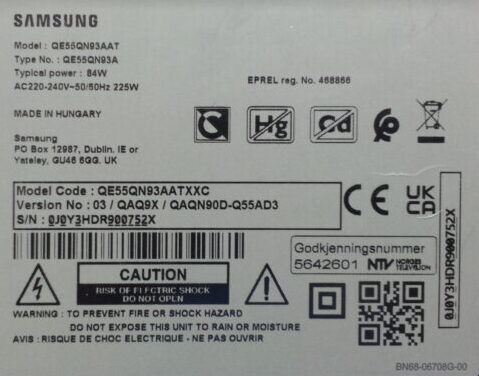 SAMSUNG
Model : QE55QN93AAT
Type No. : QE55QN93A
Typical power : 84W
AC220-240V~50/60Hz 225W
EPREL reg. No. 468866
MADE IN HUNGARY
Hg
Cd
Samsung
PO Box 12987, Dublin. IE or
Yateley, GU46 6GG. UK
Model Code : QE55QN93AATXXC
Version No : 03 / QAQ9X / QAQN90D-Q55AD3
S/N : 0J0Y3HDR900752X
CE
UK
CA
0J0Y3HDR900752X
Godkjenningsnummer
5642601 NTV NORGES
TELEVISION
CAUTION
RISK OF ELECTRIC SHOCK
DO NOT OPEN
WARNING : TO PREVENT FIRE OR SHOCK HAZARD
DO NOT EXPOSE THIS UNIT TO RAIN OR MOISTURE
AVIS : RISQUE DE CHOC ELECTRIQUE - NE PAS OUVRIR
BN68-06708G-00